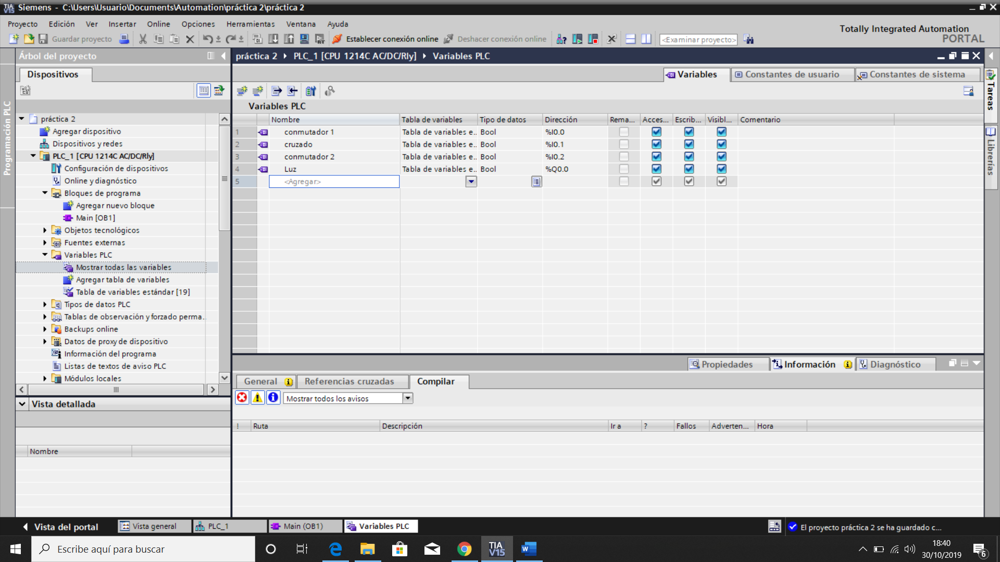 Siemens - C:\Users\Usuario\Documents\Automation\práctica 2\práctica 2
Proyecto Edición Ver Insertar Online Opciones Herramientas Ventana Ayuda
Totally Integrated Automation
PORTAL
Guardar proyecto Establecer conexión online Deshacer conexión online <Examinar proyecto>
Árbol del proyecto
práctica 2 PLC_1 [CPU 1214C AC/DC/Rly] Variables PLC
Dispositivos
Variables Constantes de usuario Constantes de sistema
Programación PLC
Tareas
Librerías
práctica 2
Agregar dispositivo
Dispositivos y redes
PLC_1 [CPU 1214C AC/DC/Rly]
Configuración de dispositivos
Online y diagnóstico
Bloques de programa
Agregar nuevo bloque
Main [OB1]
Objetos tecnológicos
Fuentes externas
Variables PLC
Mostrar todas las variables
Agregar tabla de variables
Tabla de variables estándar [19]
Tipos de datos PLC
Tablas de observación y forzado perma..
Backups online
Datos de proxy de dispositivo
Información del programa
Listas de textos de aviso PLC
Módulos locales
Vista detallada
Nombre
Variables PLC
Nombre Tabla de variables Tipo de datos Dirección Rema... Acces... Escrib... Visibl... Comentario
1 conmutador 1 Tabla de variables e.. Bool %I0.0
2 cruzado Tabla de variables e.. Bool %I0.1
3 conmutador 2 Tabla de variables e.. Bool %I0.2
4 Luz Tabla de variables e.. Bool %Q0.0
5 <Agregar>
Propiedades Información Diagnóstico
General Referencias cruzadas Compilar
Mostrar todos los avisos
! Ruta Descripción Ir a ? Fallos Adverten... Hora
Vista del portal Vista general PLC_1 Main (OB1) Variables PLC El proyecto práctica 2 se ha guardado c...
Escribe aquí para buscar
TIA V15
18:40
30/10/2019
6